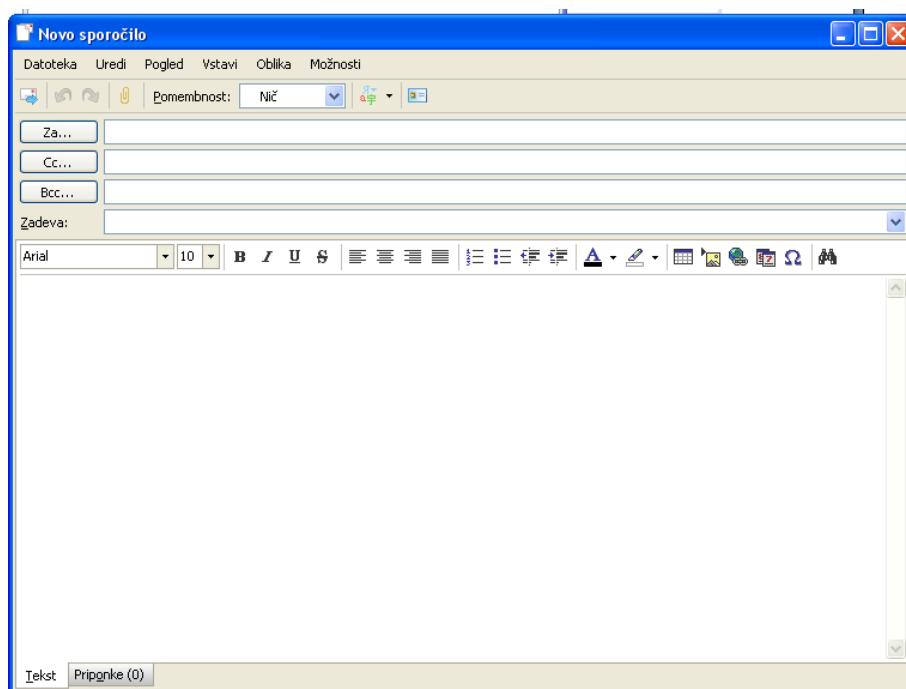 Novo sporočilo
Datoteka Uredi Pogled Vstavi Oblika Možnosti
Pomembnost: Nič
Za...
Cc...
Bcc...
Zadeva:
Arial 10 B I U S A Ω
Tekst Priponke (0)